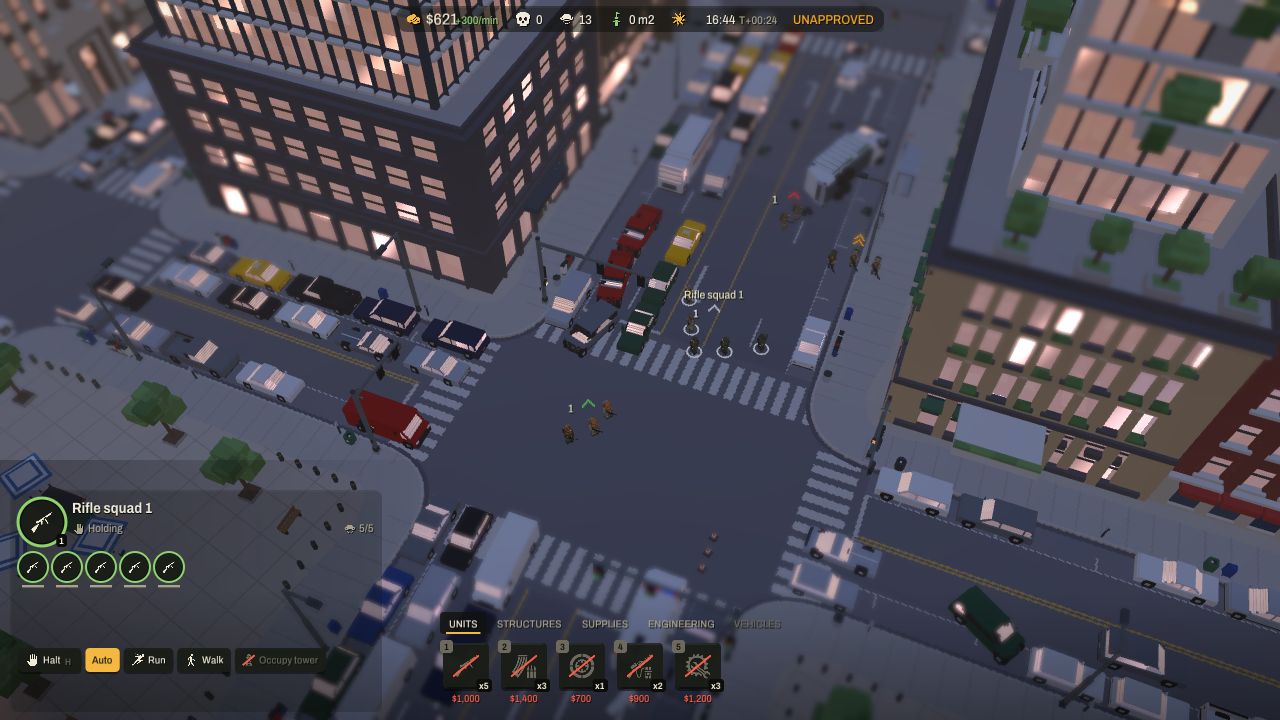 $621 +300/min 0 13 0 m2 16:44 T+00:24 UNAPPROVED
1
Rifle squad 1
1
1
Rifle squad 1
Holding
5/5
1
Halt H Auto Run Walk Occupy tower
UNITS STRUCTURES SUPPLIES ENGINEERING VEHICLES
1 2 3 4 5
x5 x3 x1 x2 x3
$1,000 $1,400 $700 $900 $1,200